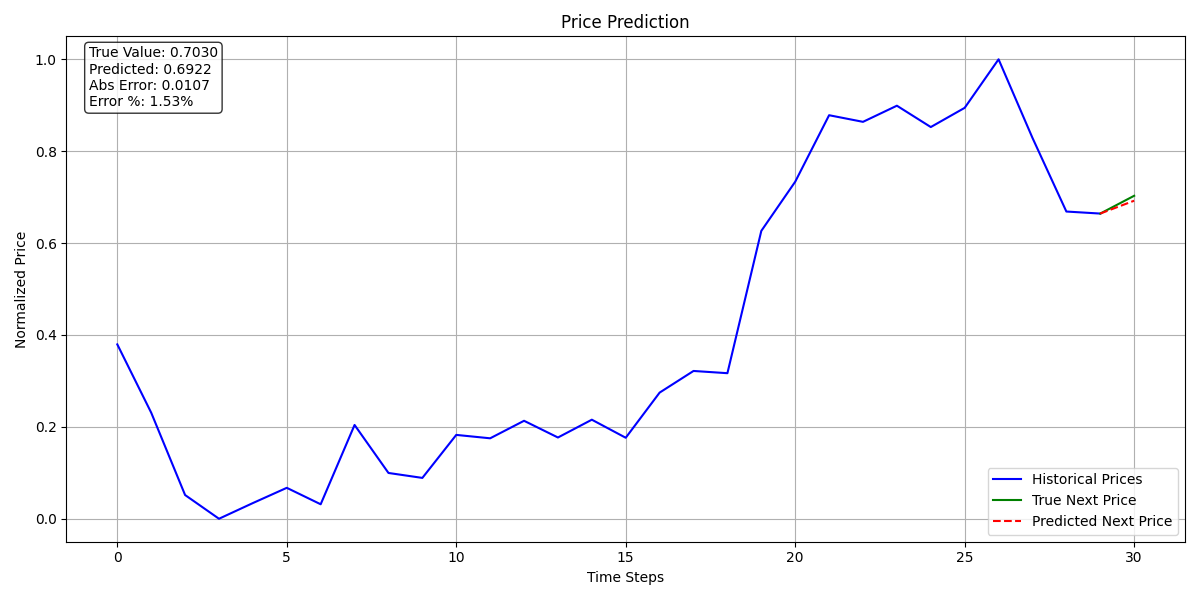 Price Prediction
True Value: 0.7030
Predicted: 0.6922
Abs Error: 0.0107
Error %: 1.53%
1.0
0.8
0.6
0.4
0.2
0.0
Normalized Price
Historical Prices
True Next Price
Predicted Next Price
0 5 10 15 20 25 30
Time Steps